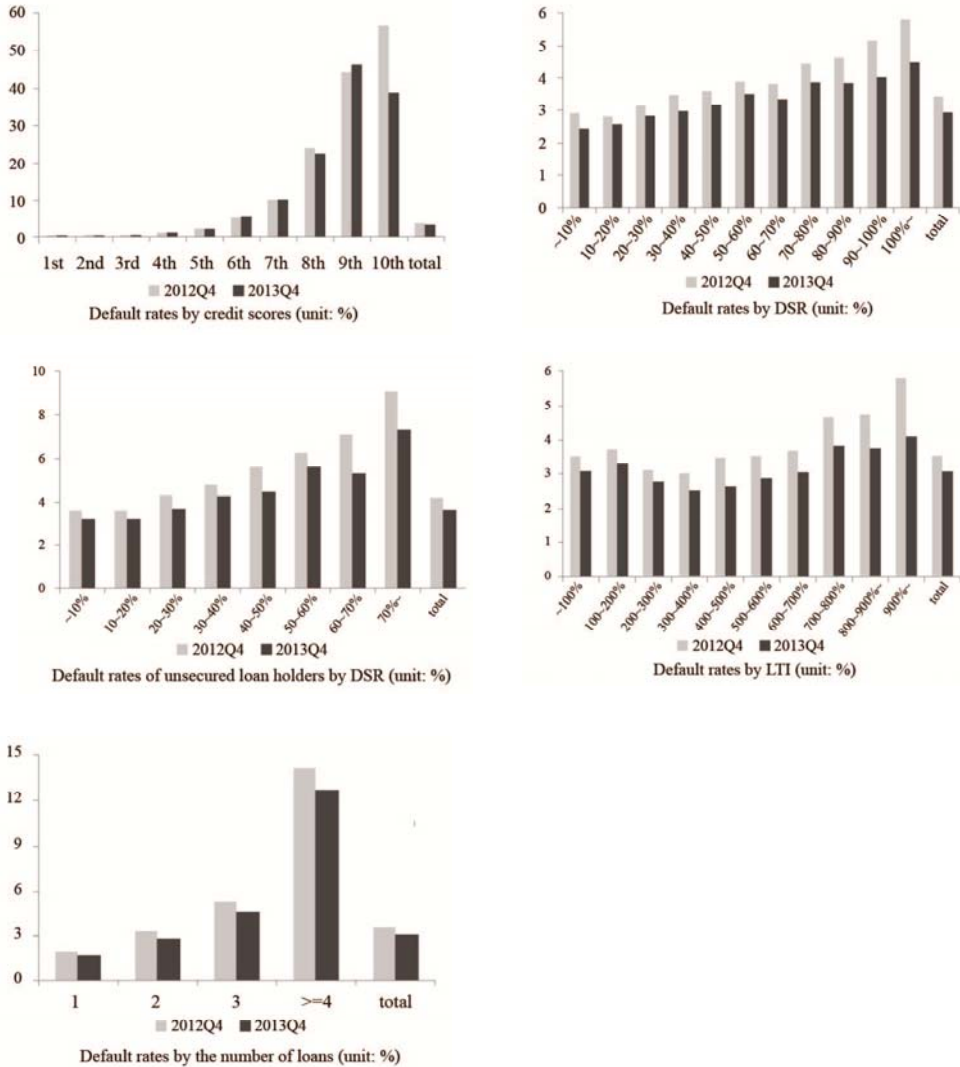 60
50
40
30
20
10
0
1st 2nd 3rd 4th 5th 6th 7th 8th 9th 10th total
2012Q4 2013Q4
Default rates by credit scores (unit: %)
6
5
4
3
2
1
0
~10% 10~20% 20~30% 30~40% 40~50% 50~60% 60~70% 70~80% 80~90% 90~100% 100%~ total
2012Q4 2013Q4
Default rates by DSR (unit: %)
10
8
6
4
2
0
~10% 10~20% 20~30% 30~40% 40~50% 50~60% 60~70% 70%~ total
2012Q4 2013Q4
Default rates of unsecured loan holders by DSR (unit: %)
6
5
4
3
2
1
0
~100% 100~200% 200~300% 300~400% 400~500% 500~600% 600~700% 700~800% 800~900%~ 900%~ total
2012Q4 2013Q4
Default rates by LTI (unit: %)
15
12
9
6
3
0
1 2 3 >=4 total
2012Q4 2013Q4
Default rates by the number of loans (unit: %)